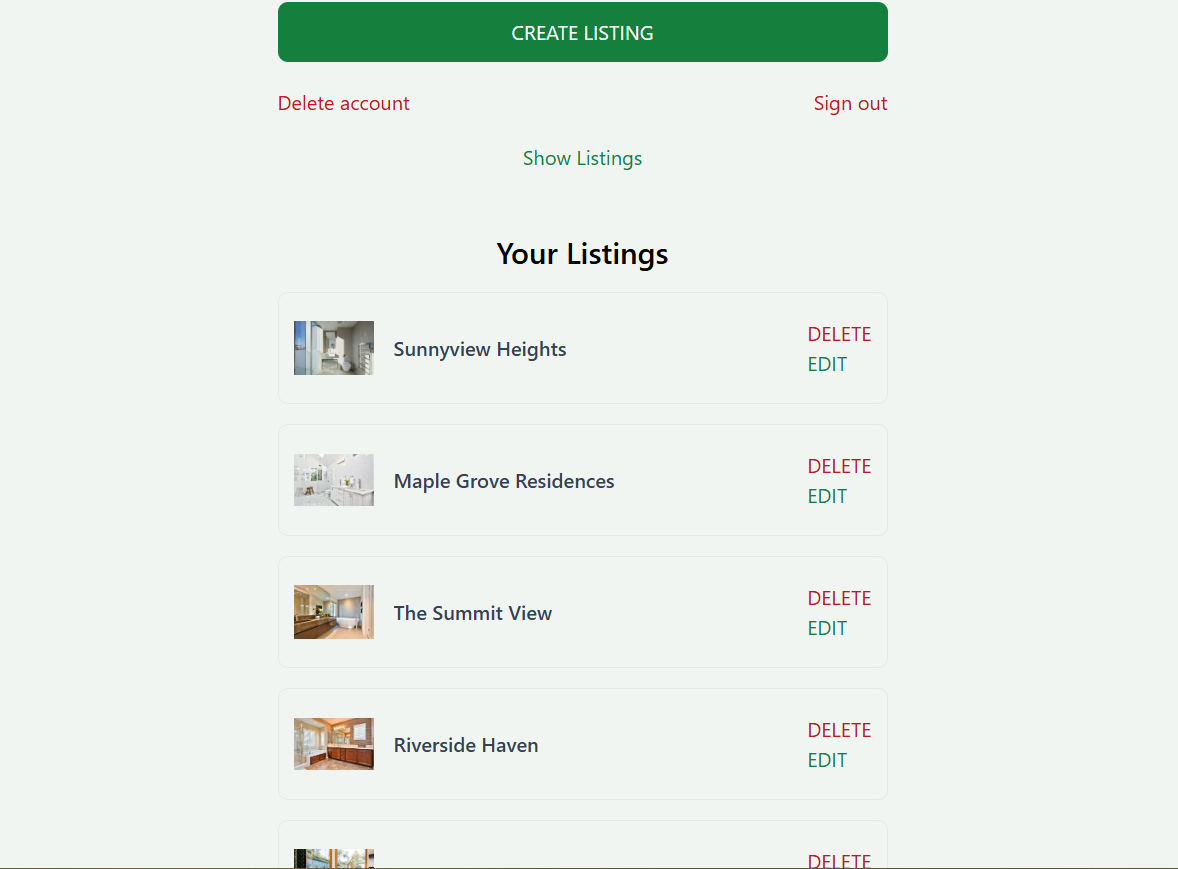 CREATE LISTING
Delete account
Sign out
Show Listings
Your Listings
Sunnyview Heights
DELETE
EDIT
Maple Grove Residences
DELETE
EDIT
The Summit View
DELETE
EDIT
Riverside Haven
DELETE
EDIT
DELETE